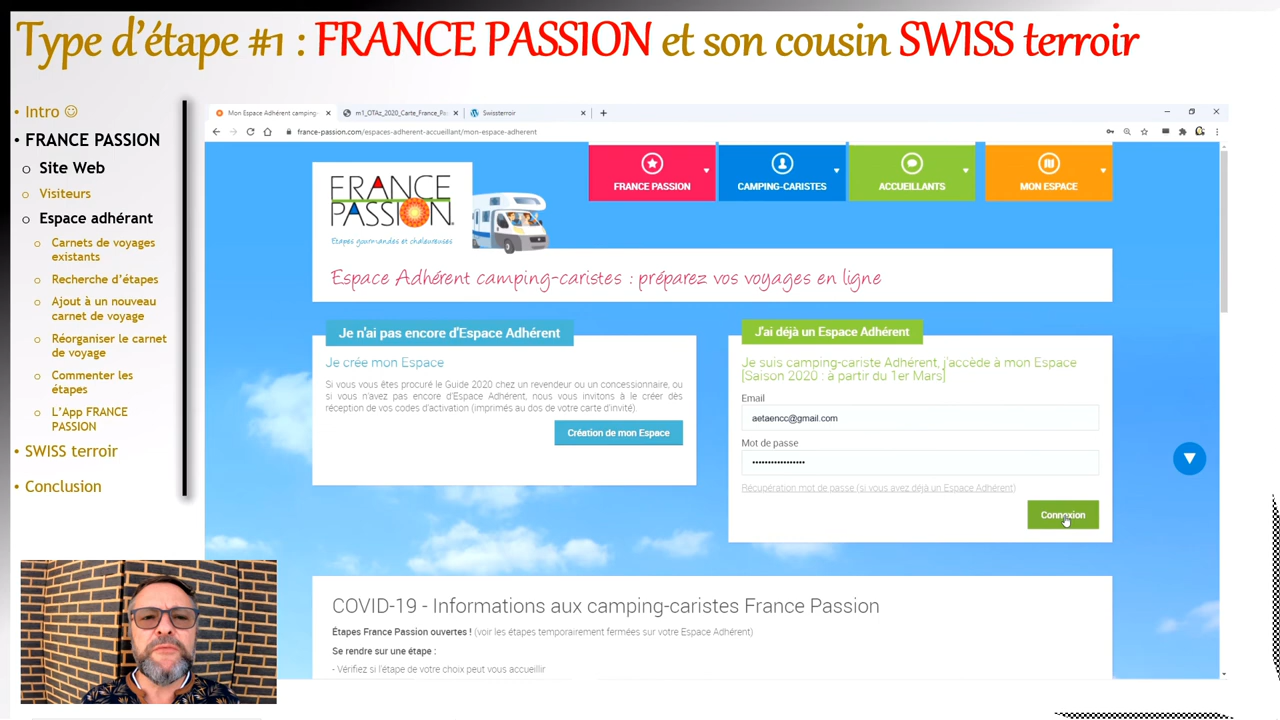 Type d'étape #1 : FRANCE PASSION et son cousin SWISS terroir
• Intro ☺
• FRANCE PASSION
o Site Web
o Visiteurs
o Espace adhérant
o Carnets de voyages
existants
o Recherche d'étapes
o Ajout à un nouveau
carnet de voyage
o Réorganiser le carnet
de voyage
o Commenter les
étapes
o L'App FRANCE
PASSION
• SWISS terroir
• Conclusion
Mon Espace Adhérent camping-
m1_OTAz_2020_Carte_France_Pa
Swissterroir
france-passion.com/espaces-adherent-accueillant/mon-espace-adherent
FRANCE PASSION
CAMPING-CARISTES
ACCUEILLANTS
MON ESPACE
FRANCE
PASSION
Etapes gourmandes et chaleureuses
Espace Adhérent camping-caristes : préparez vos voyages en ligne
Je n'ai pas encore d'Espace Adhérent
Je crée mon Espace
Si vous vous êtes procuré le Guide 2020 chez un revendeur ou un concessionnaire, ou
si vous n'avez pas encore d'Espace Adhérent, nous vous invitons à le créer dès
réception de vos codes d'activation (imprimés au dos de votre carte d'invité).
Création de mon Espace
J'ai déjà un Espace Adhérent
Je suis camping-cariste Adhérent, j'accède à mon Espace
[Saison 2020 : à partir du 1er Mars]
Email
aetaencc@gmail.com
Mot de passe
•••••••••••••••••
Récupération mot de passe (si vous avez déjà un Espace Adhérent)
Connexion
COVID-19 - Informations aux camping-caristes France Passion
Étapes France Passion ouvertes ! (voir les étapes temporairement fermées sur votre Espace Adhérent)
Se rendre sur une étape :
- Vérifiez si l'étape de votre choix peut vous accueillir